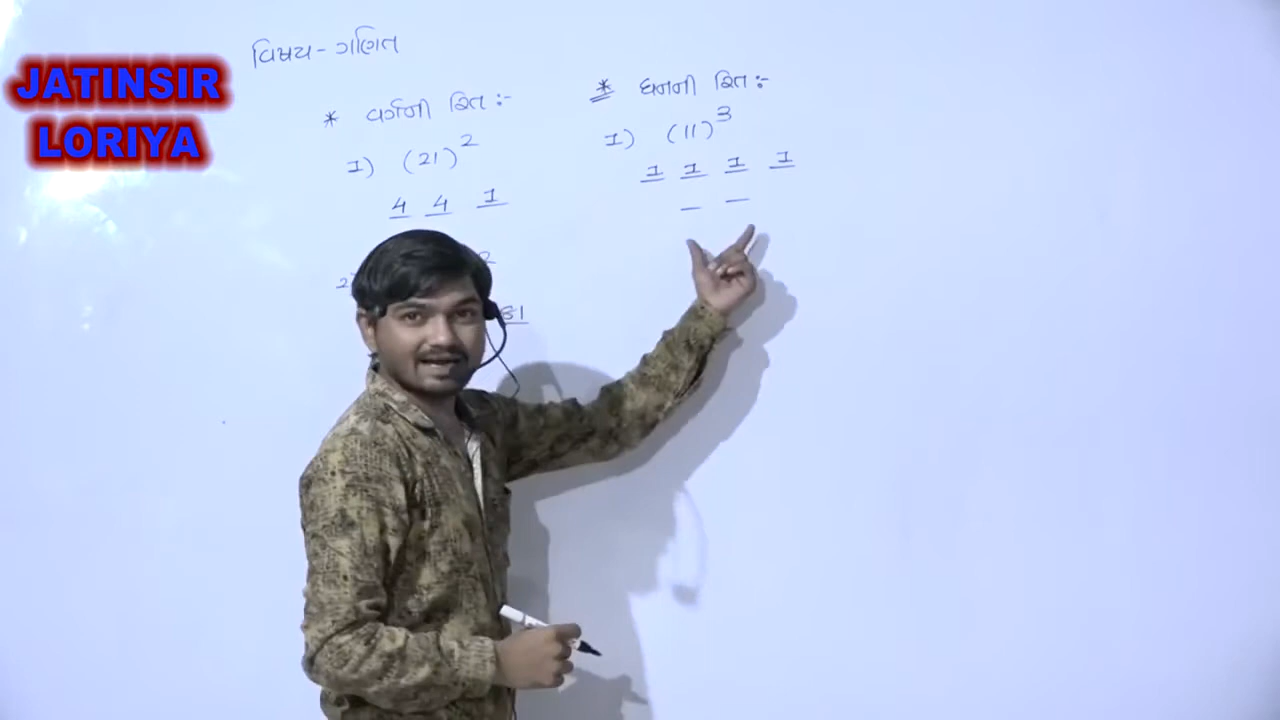 JATINSIR
LORIYA
વિષય - ગણિત
* વર્ગની રિત :-
1) (21)²
4 4 1
* ઘનની રિત :-
1) (11)³
1 1 1 1